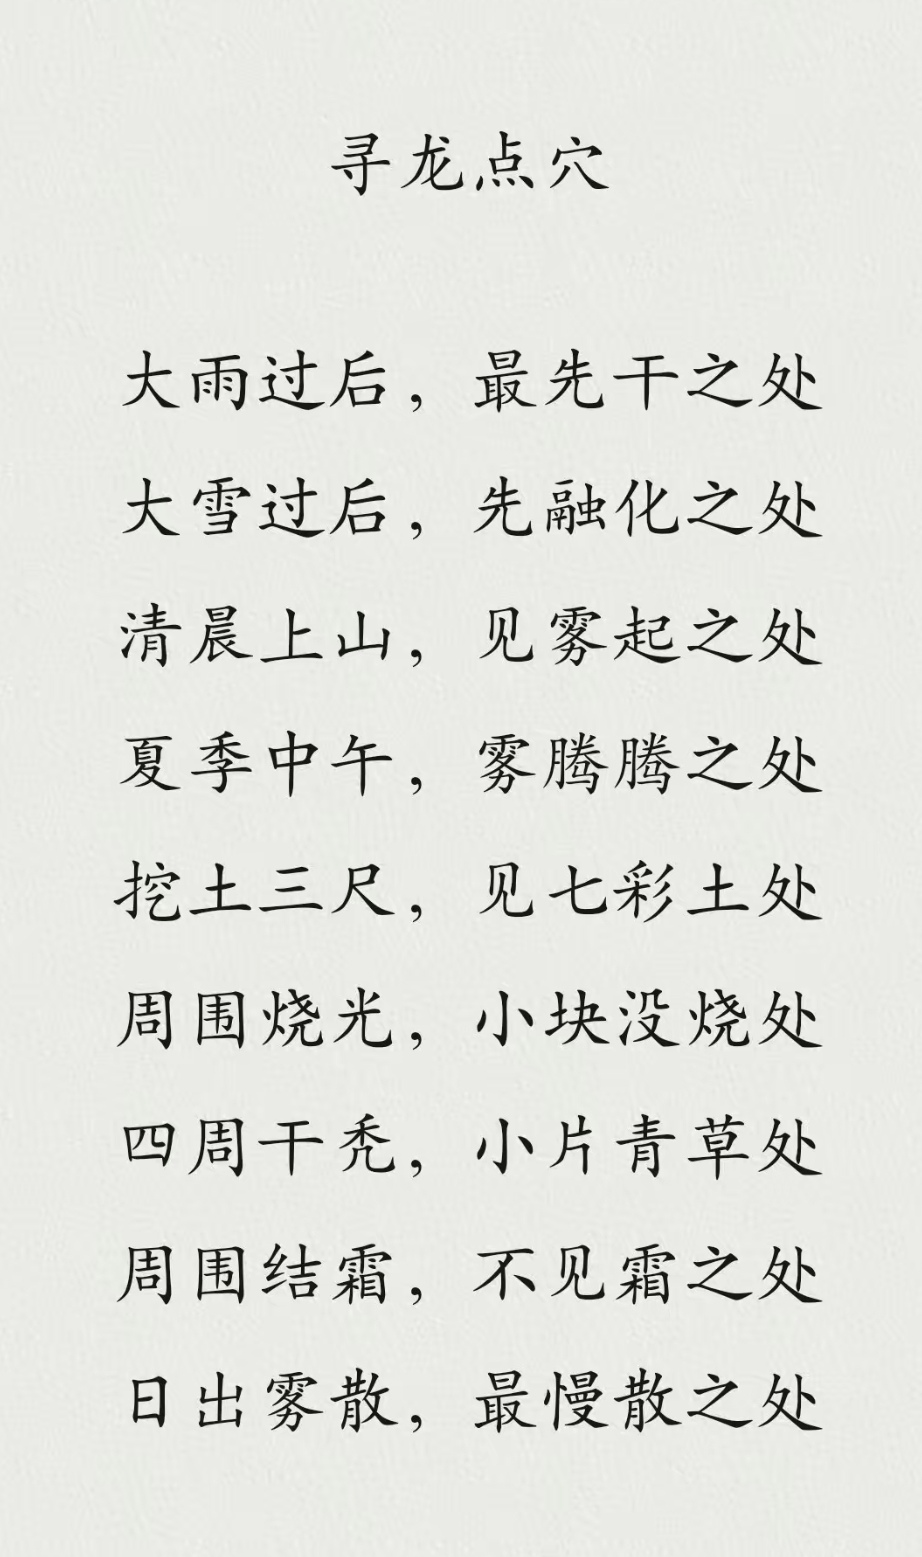 寻龙点穴
大雨过后，最先干之处
大雪过后，先融化之处
清晨上山，见雾起之处
夏季中午，雾腾腾之处
挖土三尺，见七彩土处
周围烧光，小块没烧处
四周干秃，小片青草处
周围结霜，不见霜之处
日出雾散，最慢散之处